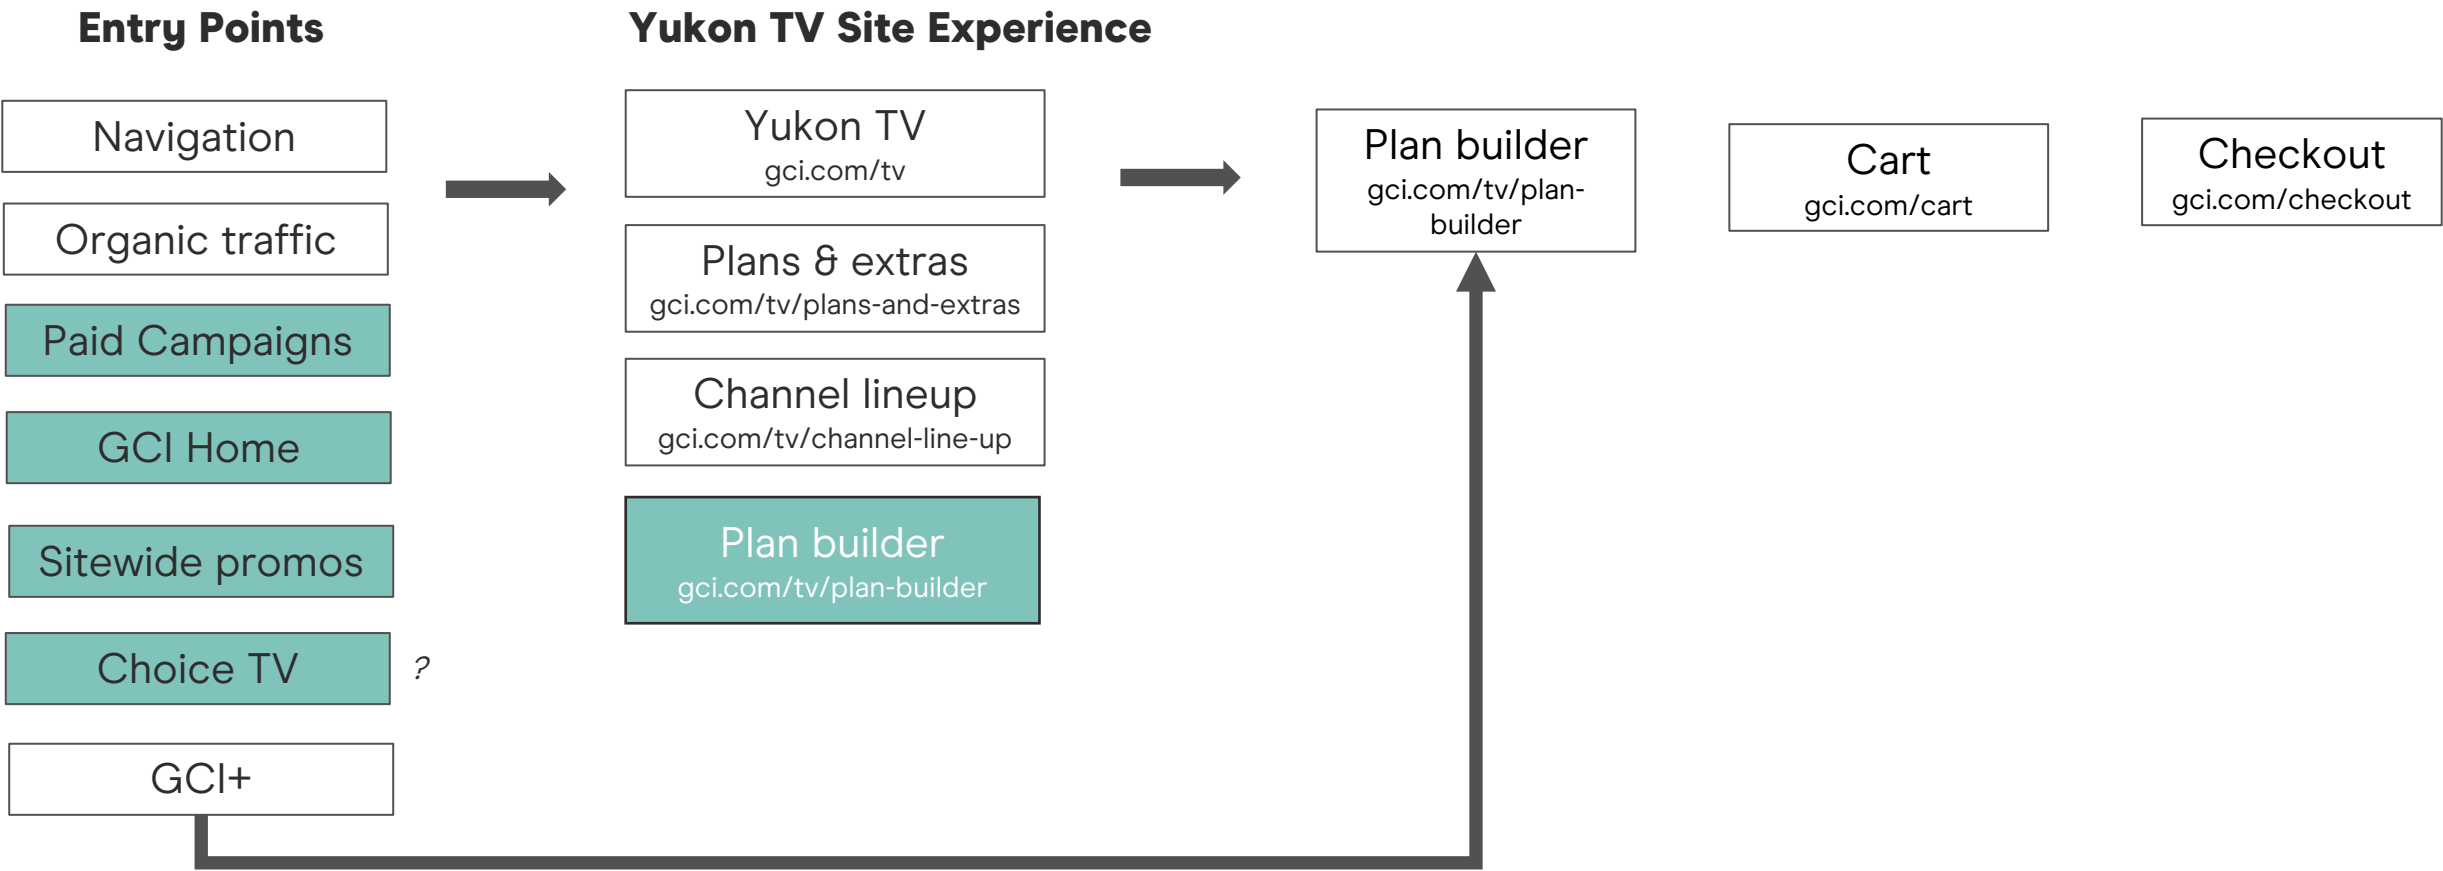 Entry Points
Yukon TV Site Experience
Navigation
Organic traffic
Paid Campaigns
GCI Home
Sitewide promos
Choice TV
?
GCI+
Yukon TV
gci.com/tv
Plans & extras
gci.com/tv/plans-and-extras
Channel lineup
gci.com/tv/channel-line-up
Plan builder
gci.com/tv/plan-builder
Plan builder
gci.com/tv/plan-
builder
Cart
gci.com/cart
Checkout
gci.com/checkout